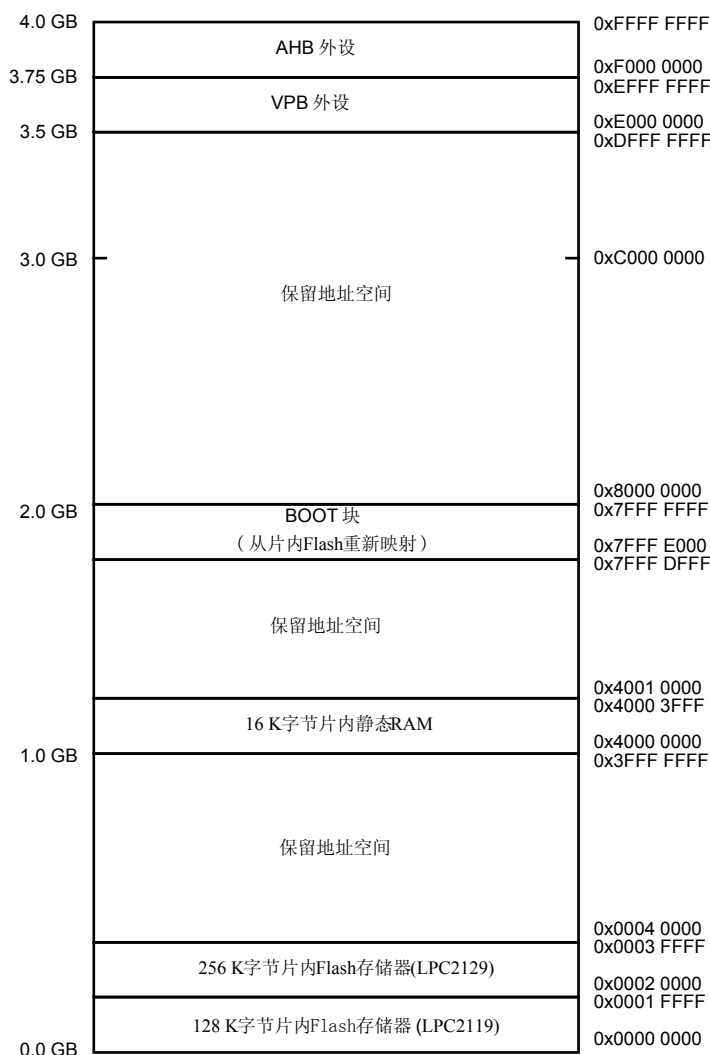 4.0 GB
0xFFFF FFFF
AHB 外设
0xF000 0000
3.75 GB
0xEFFF FFFF
VPB 外设
0xE000 0000
3.5 GB
0xDFFF FFFF
3.0 GB
0xC000 0000
保留地址空间
0x8000 0000
2.0 GB
0x7FFF FFFF
BOOT 块
（从片内Flash重新映射）
0x7FFF E000
0x7FFF DFFF
保留地址空间
0x4001 0000
0x4000 3FFF
16 K字节片内静态RAM
0x4000 0000
1.0 GB
0x3FFF FFFF
保留地址空间
0x0004 0000
0x0003 FFFF
256 K字节片内Flash存储器(LPC2129)
0x0002 0000
0x0001 FFFF
128 K字节片内Flash存储器 (LPC2119)
0x0000 0000
0.0 GB